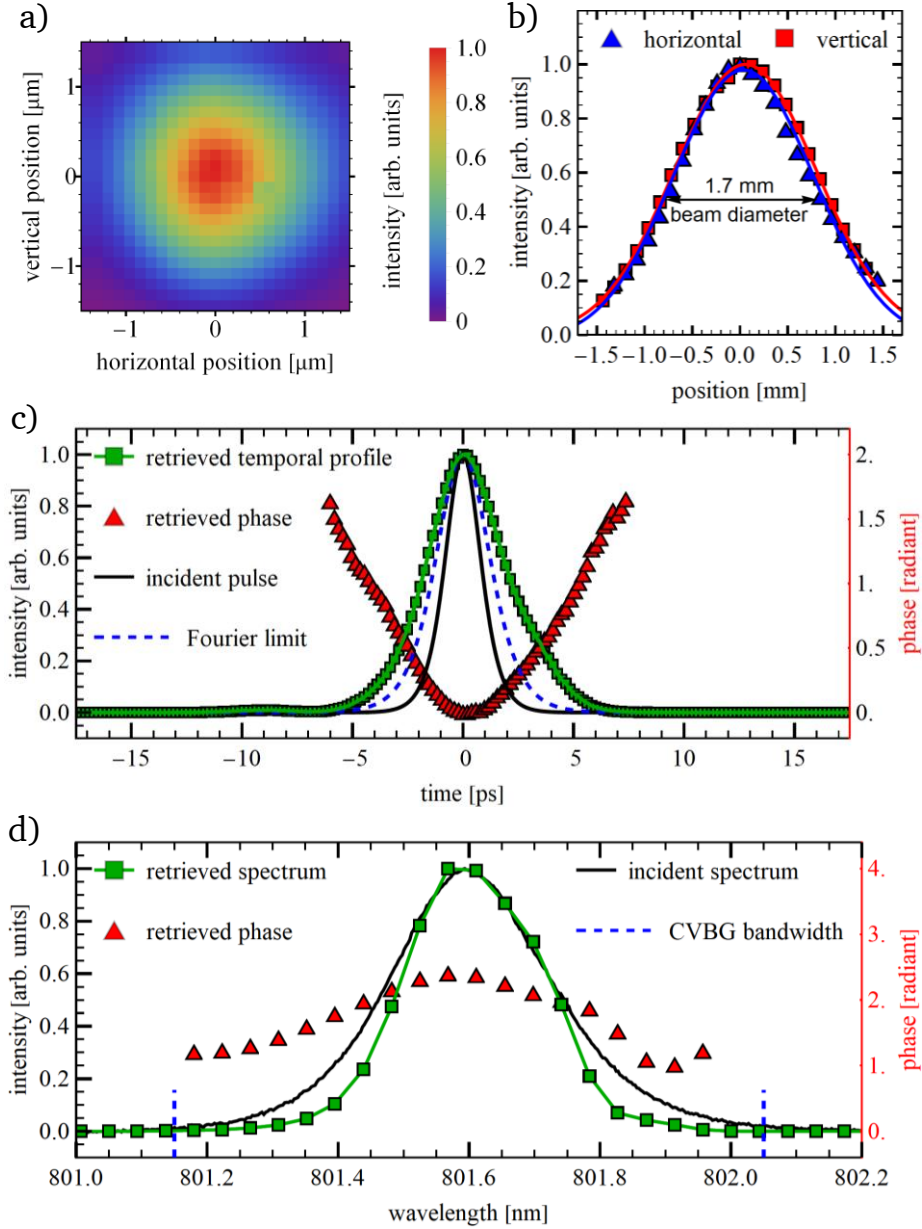 a)
vertical position [μm]
1
0
−1
−1
0
1
horizontal position [μm]
intensity [arb. units]
1.0
0.8
0.6
0.4
0.2
0
b)
horizontal
vertical
intensity [arb. units]
1.0
0.8
0.6
0.4
0.2
0.0
1.7 mm
beam diameter
−1.5 −1.0 −0.5 0.0 0.5 1.0 1.5
position [mm]
c)
retrieved temporal profile
retrieved phase
incident pulse
Fourier limit
intensity [arb. units]
1.0
0.8
0.6
0.4
0.2
0.0
phase [radiant]
2.
1.5
1
0.5
0.
−15 −10 −5 0 5 10 15
time [ps]
d)
retrieved spectrum
retrieved phase
incident spectrum
CVBG bandwidth
intensity [arb. units]
1.0
0.8
0.6
0.4
0.2
0.0
phase [radiant]
4.
3.
2.
1.
0.
801.0 801.2 801.4 801.6 801.8 802.0 802.2
wavelength [nm]